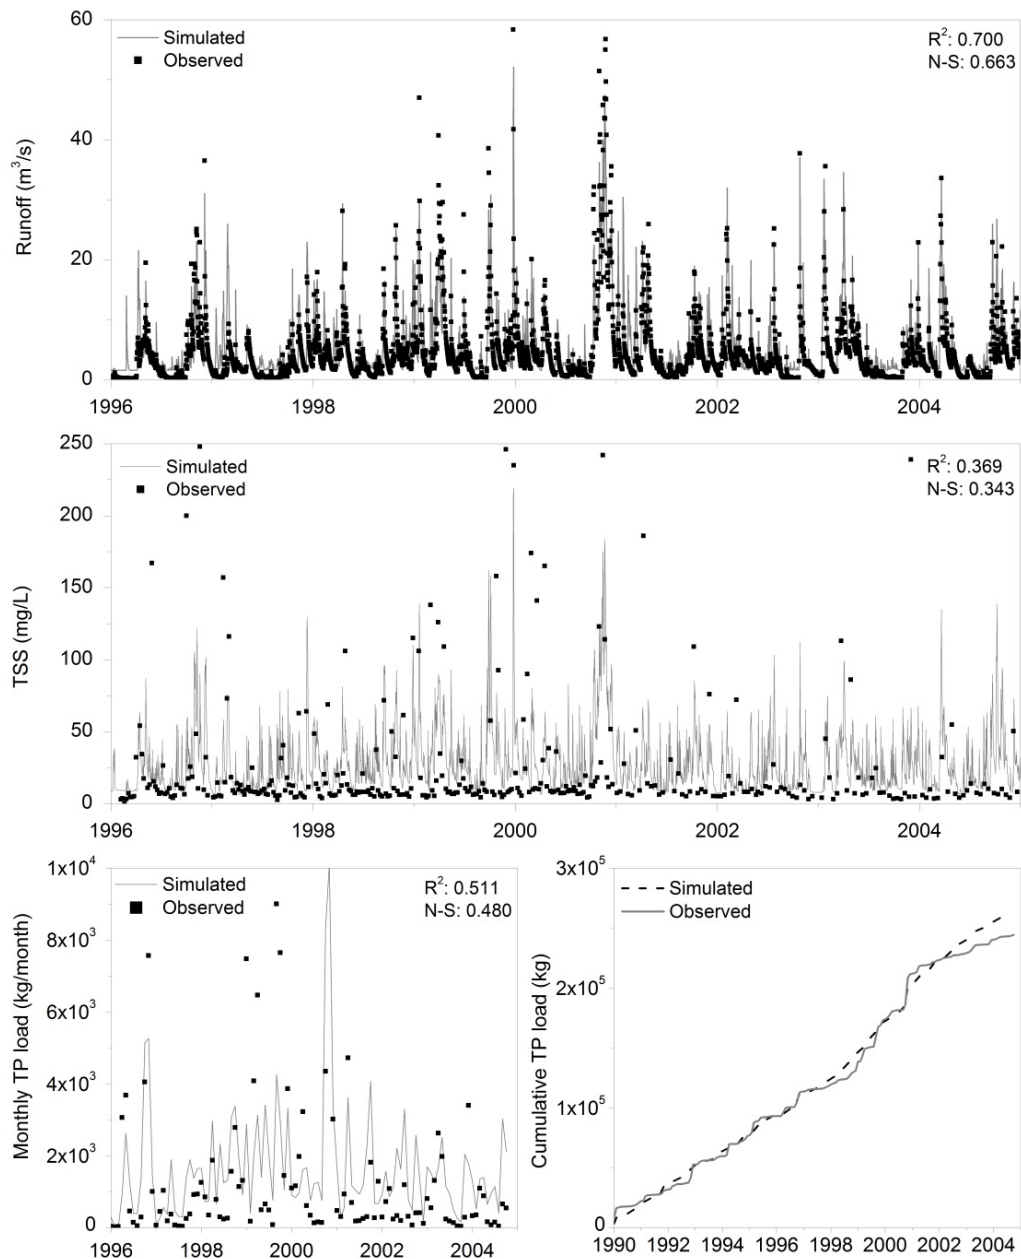 60
Simulated
Observed
R²: 0.700
N-S: 0.663
40
20
0
Runoff (m³/s)
1996 1998 2000 2002 2004
250
Simulated
Observed
R²: 0.369
N-S: 0.343
200
150
100
50
0
TSS (mg/L)
1996 1998 2000 2002 2004
1x10⁴
Simulated
Observed
R²: 0.511
N-S: 0.480
8x10³
6x10³
4x10³
2x10³
0
Monthly TP load (kg/month)
1996 1998 2000 2002 2004
3x10⁵
Simulated
Observed
2x10⁵
1x10⁵
0
Cumulative TP load (kg)
1990 1992 1994 1996 1998 2000 2002 2004